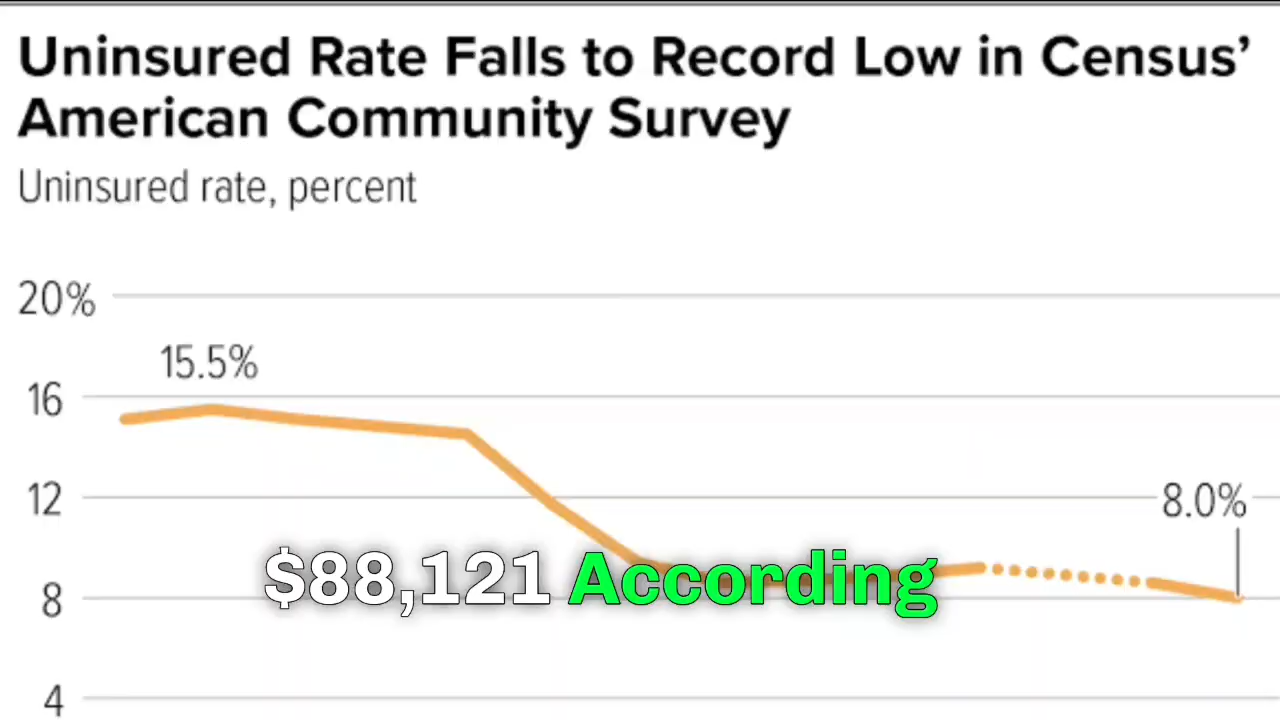 Uninsured Rate Falls to Record Low in Census’
American Community Survey
Uninsured rate, percent
20%
15.5%
16
12
8.0%
$88,121 According
8
4